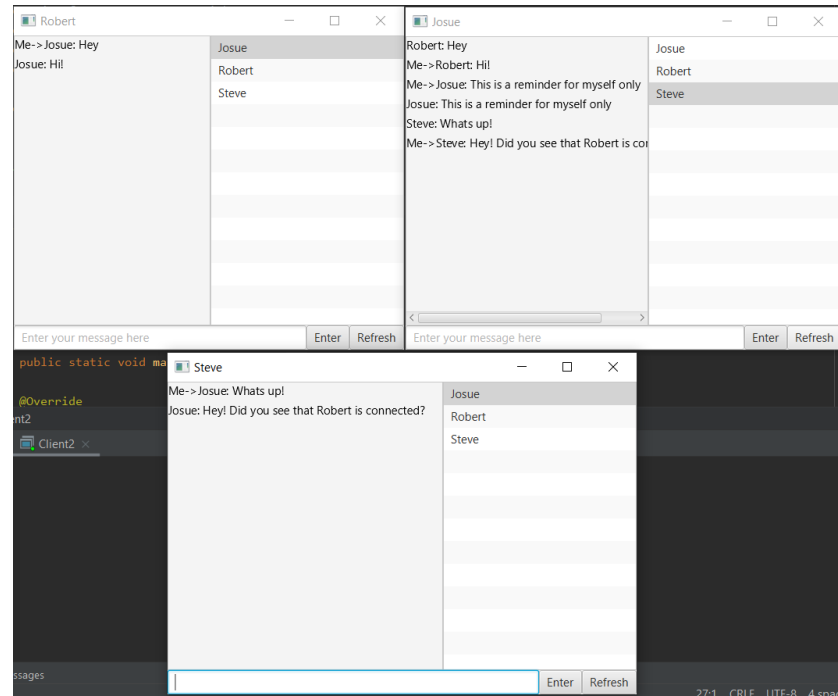 Robert
Me->Josue: Hey
Josue: Hi!
Josue
Robert
Steve
Enter your message here
Enter
Refresh
Josue
Robert: Hey
Me->Robert: Hi!
Me->Josue: This is a reminder for myself only
Josue: This is a reminder for myself only
Steve: Whats up!
Me->Steve: Hey! Did you see that Robert is
Josue
Robert
Steve
Enter your message here
Enter
Refresh
public static void ma
@Override
nt2
Client2
Steve
Me->Josue: Whats up!
Josue: Hey! Did you see that Robert is connected?
Josue
Robert
Steve
Enter
Refresh
ssages
27:1 CRLF UTF-8 4 spa